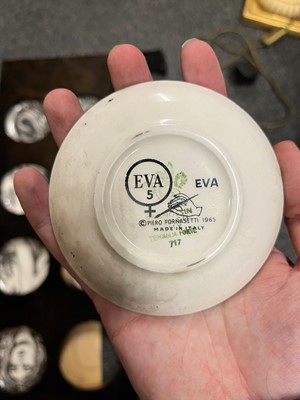 EVA
5
EVA
© PIERO FORNASETTI 1965
MADE IN ITALY
717